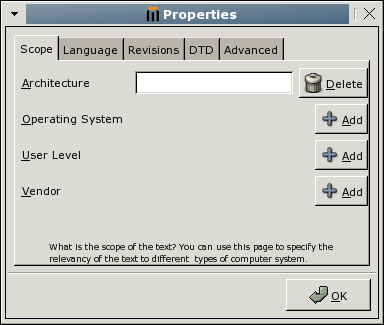 Properties
Scope Language Revisions DTD Advanced
Architecture Delete
Operating System Add
User Level Add
Vendor Add
What is the scope of the text? You can use this page to specify the
relevancy of the text to different types of computer system.
OK